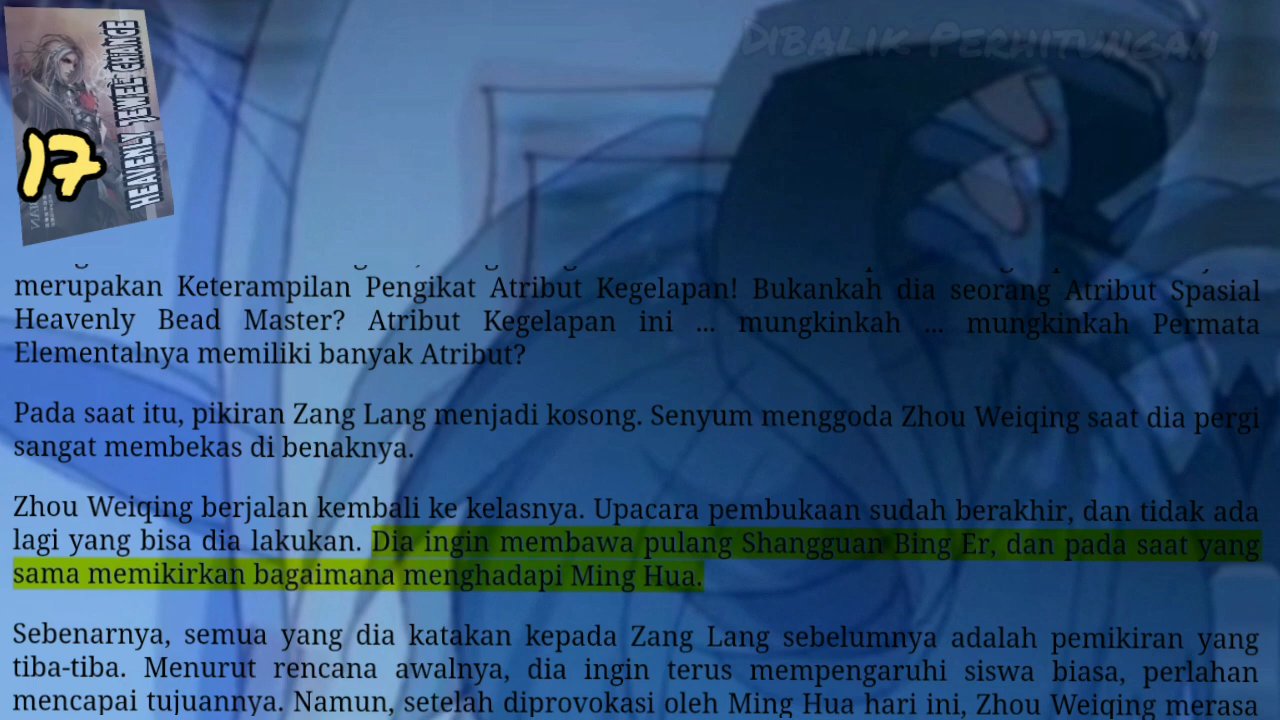 Dibalik Perhitungan
HEAVENLY JEWEL CHANGE
17
merupakan Keterampilan Pengikat Atribut Kegelapan! Bukankah dia seorang Atribut Spasial
Heavenly Bead Master? Atribut Kegelapan ini ... mungkinkah ... mungkinkah Permata
Elementalnya memiliki banyak Atribut?
Pada saat itu, pikiran Zang Lang menjadi kosong. Senyum menggoda Zhou Weiqing saat dia pergi
sangat membekas di benaknya.
Zhou Weiqing berjalan kembali ke kelasnya. Upacara pembukaan sudah berakhir, dan tidak ada
lagi yang bisa dia lakukan. Dia ingin membawa pulang Shangguan Bing Er, dan pada saat yang
sama memikirkan bagaimana menghadapi Ming Hua.
Sebenarnya, semua yang dia katakan kepada Zang Lang sebelumnya adalah pemikiran yang
tiba-tiba. Menurut rencana awalnya, dia ingin terus mempengaruhi siswa biasa, perlahan
mencapai tujuannya. Namun, setelah diprovokasi oleh Ming Hua hari ini, Zhou Weiqing merasa